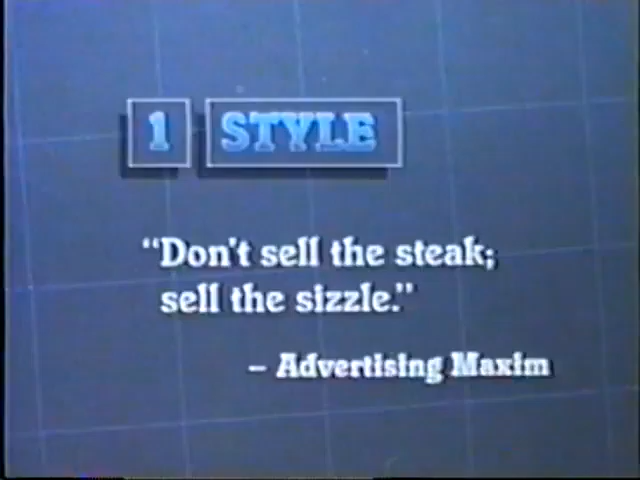 1 STYLE
“Don't sell the steak;
sell the sizzle.”
– Advertising Maxim